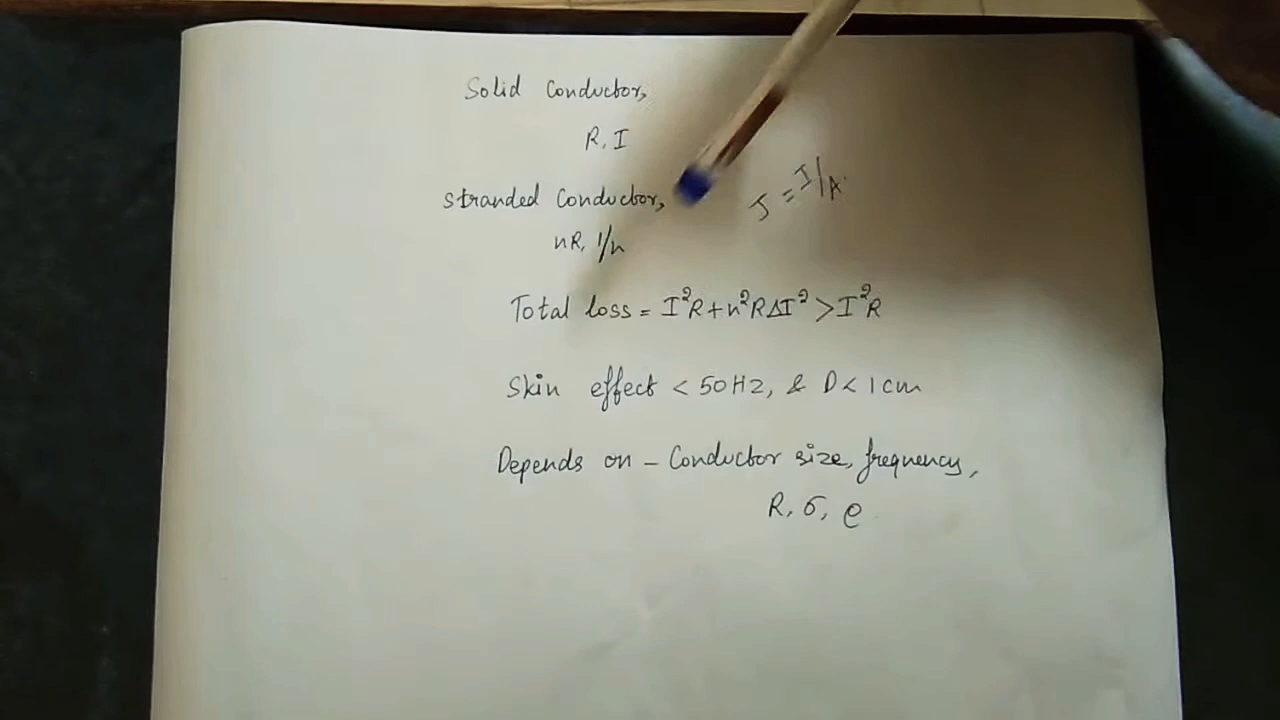 Solid Conductor,
R, I
Stranded Conductor,
J = I/A.
nR, I/n
Total loss = I²R + n²RΔI² > I²R
Skin effect < 50Hz, & D < 1cm
Depends on - Conductor size, frequency,
R, σ, ρ